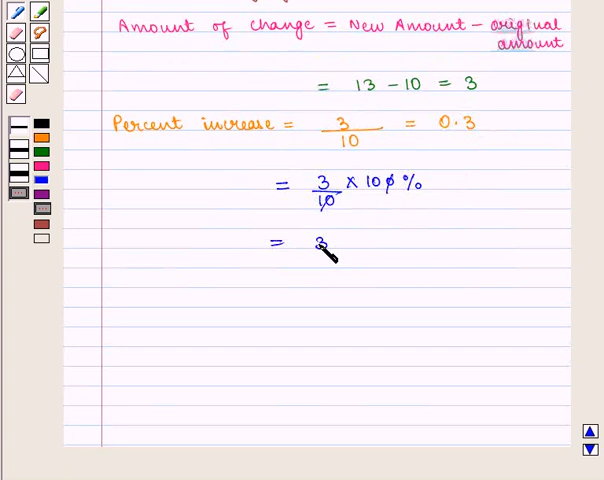 Amount of change = New Amount - original amount
= 13 - 10 = 3
Percent increase = 3/10 = 0.3
= 3/10 × 100 %
= 3